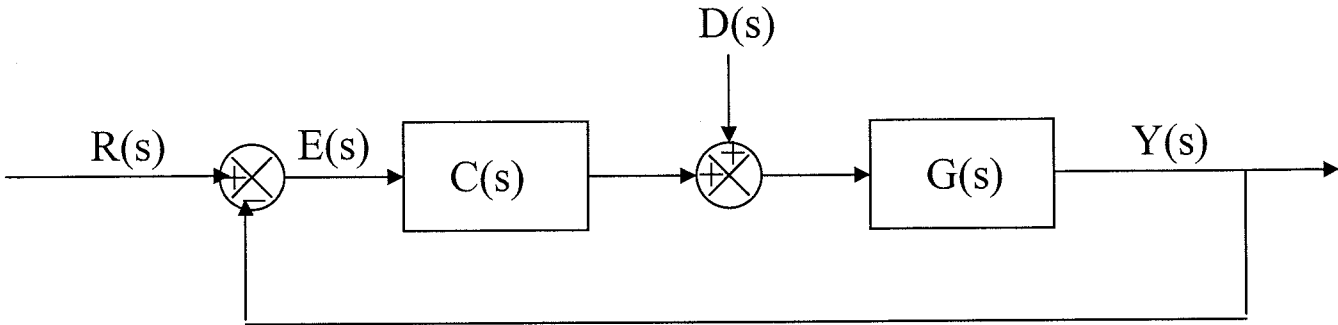 D(s)
R(s)
E(s)
C(s)
G(s)
Y(s)
+
−
+
+